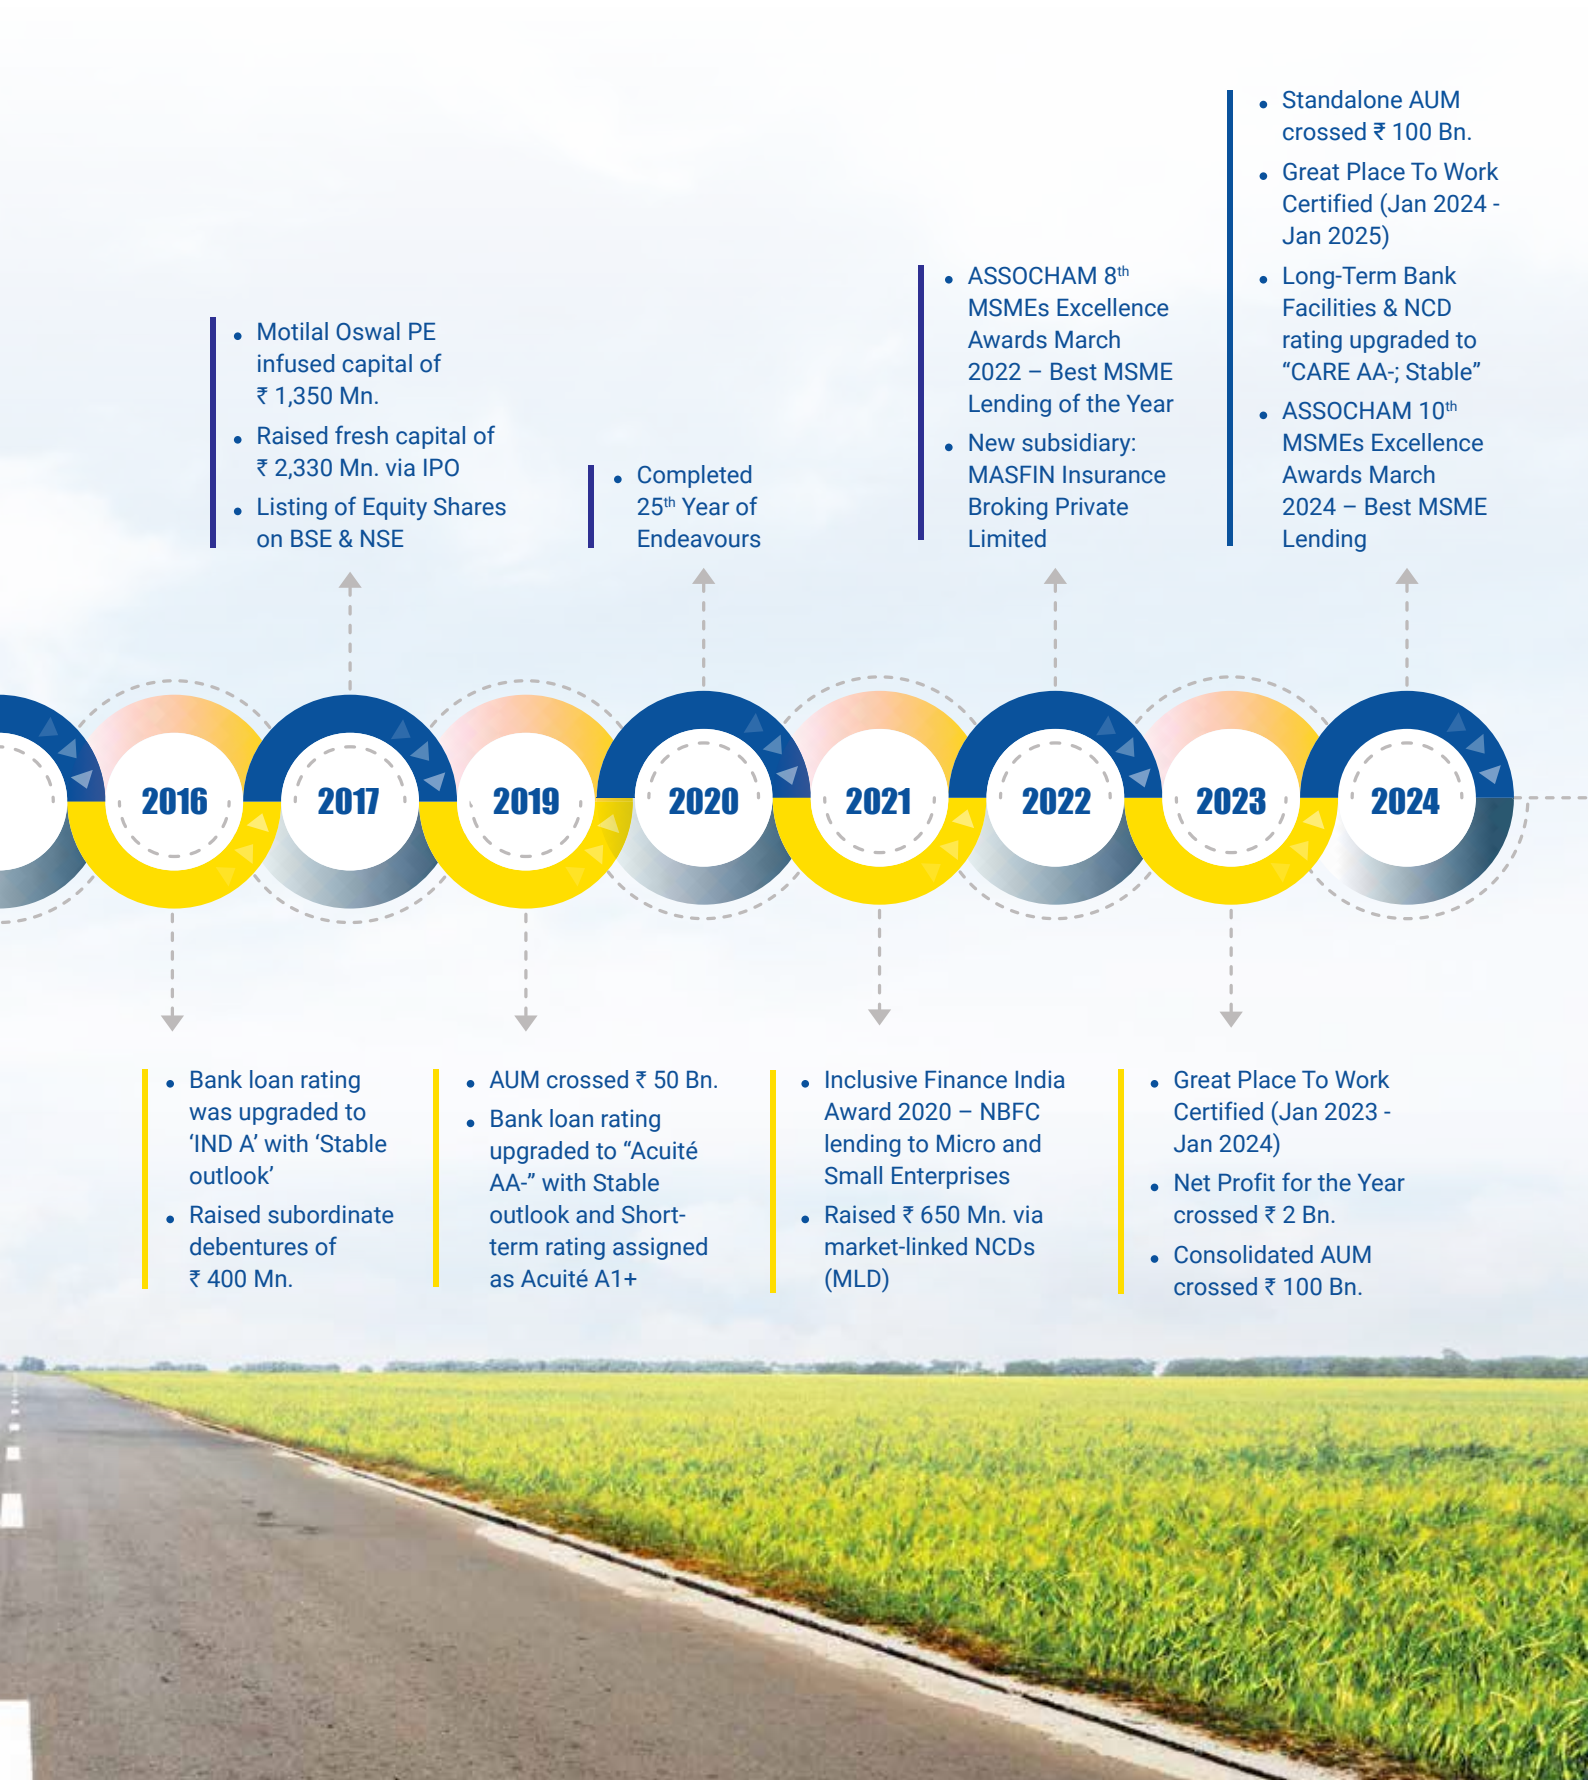 • Standalone AUM
crossed ₹ 100 Bn.
• Great Place To Work
Certified (Jan 2024 -
Jan 2025)
• Long-Term Bank
Facilities & NCD
rating upgraded to
“CARE AA-; Stable”
• ASSOCHAM 10th
MSMEs Excellence
Awards March
2024 – Best MSME
Lending
• ASSOCHAM 8th
MSMEs Excellence
Awards March
2022 – Best MSME
Lending of the Year
• New subsidiary:
MASFIN Insurance
Broking Private
Limited
• Motilal Oswal PE
infused capital of
₹ 1,350 Mn.
• Raised fresh capital of
₹ 2,330 Mn. via IPO
• Listing of Equity Shares
on BSE & NSE
• Completed
25th Year of
Endeavours
2016
2017
2019
2020
2021
2022
2023
2024
• Bank loan rating
was upgraded to
‘IND A’ with ‘Stable
outlook’
• Raised subordinate
debentures of
₹ 400 Mn.
• AUM crossed ₹ 50 Bn.
• Bank loan rating
upgraded to “Acuité
AA-” with Stable
outlook and Short-
term rating assigned
as Acuité A1+
• Inclusive Finance India
Award 2020 – NBFC
lending to Micro and
Small Enterprises
• Raised ₹ 650 Mn. via
market-linked NCDs
(MLD)
• Great Place To Work
Certified (Jan 2023 -
Jan 2024)
• Net Profit for the Year
crossed ₹ 2 Bn.
• Consolidated AUM
crossed ₹ 100 Bn.